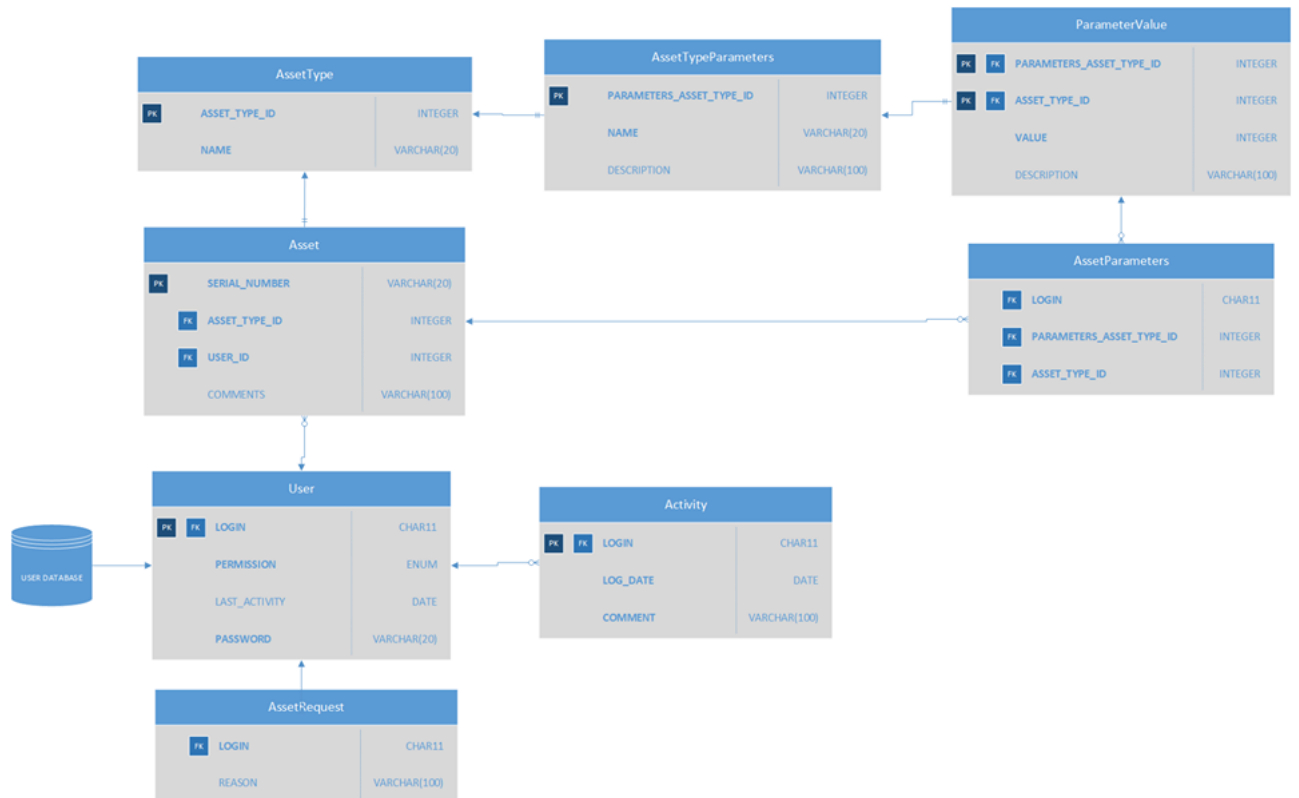 AssetType
PK ASSET_TYPE_ID INTEGER
NAME VARCHAR(20)
AssetTypeParameters
PK PARAMETERS_ASSET_TYPE_ID INTEGER
NAME VARCHAR(20)
DESCRIPTION VARCHAR(100)
ParameterValue
PK FK PARAMETERS_ASSET_TYPE_ID INTEGER
PK FK ASSET_TYPE_ID INTEGER
VALUE INTEGER
DESCRIPTION VARCHAR(100)
Asset
PK SERIAL_NUMBER VARCHAR(20)
FK ASSET_TYPE_ID INTEGER
FK USER_ID INTEGER
COMMENTS VARCHAR(100)
AssetParameters
FK LOGIN CHAR11
FK PARAMETERS_ASSET_TYPE_ID INTEGER
FK ASSET_TYPE_ID INTEGER
USER DATABASE
User
PK FK LOGIN CHAR11
PERMISSION ENUM
LAST_ACTIVITY DATE
PASSWORD VARCHAR(20)
Activity
PK FK LOGIN CHAR11
LOG_DATE DATE
COMMENT VARCHAR(100)
AssetRequest
FK LOGIN CHAR11
REASON VARCHAR(100)